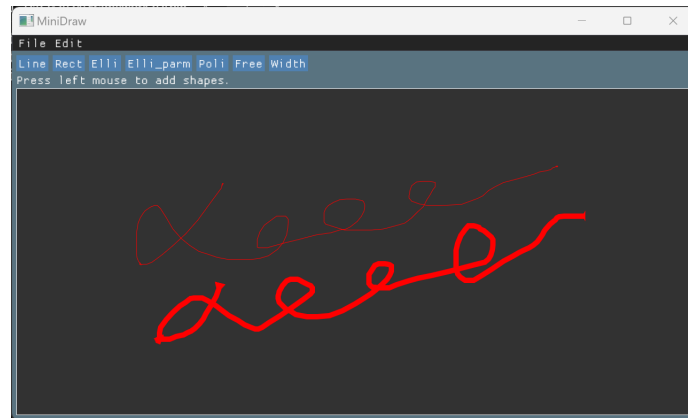 MiniDraw
File Edit
Line Rect Elli Elli_parm Poli Free Width
Press left mouse to add shapes.